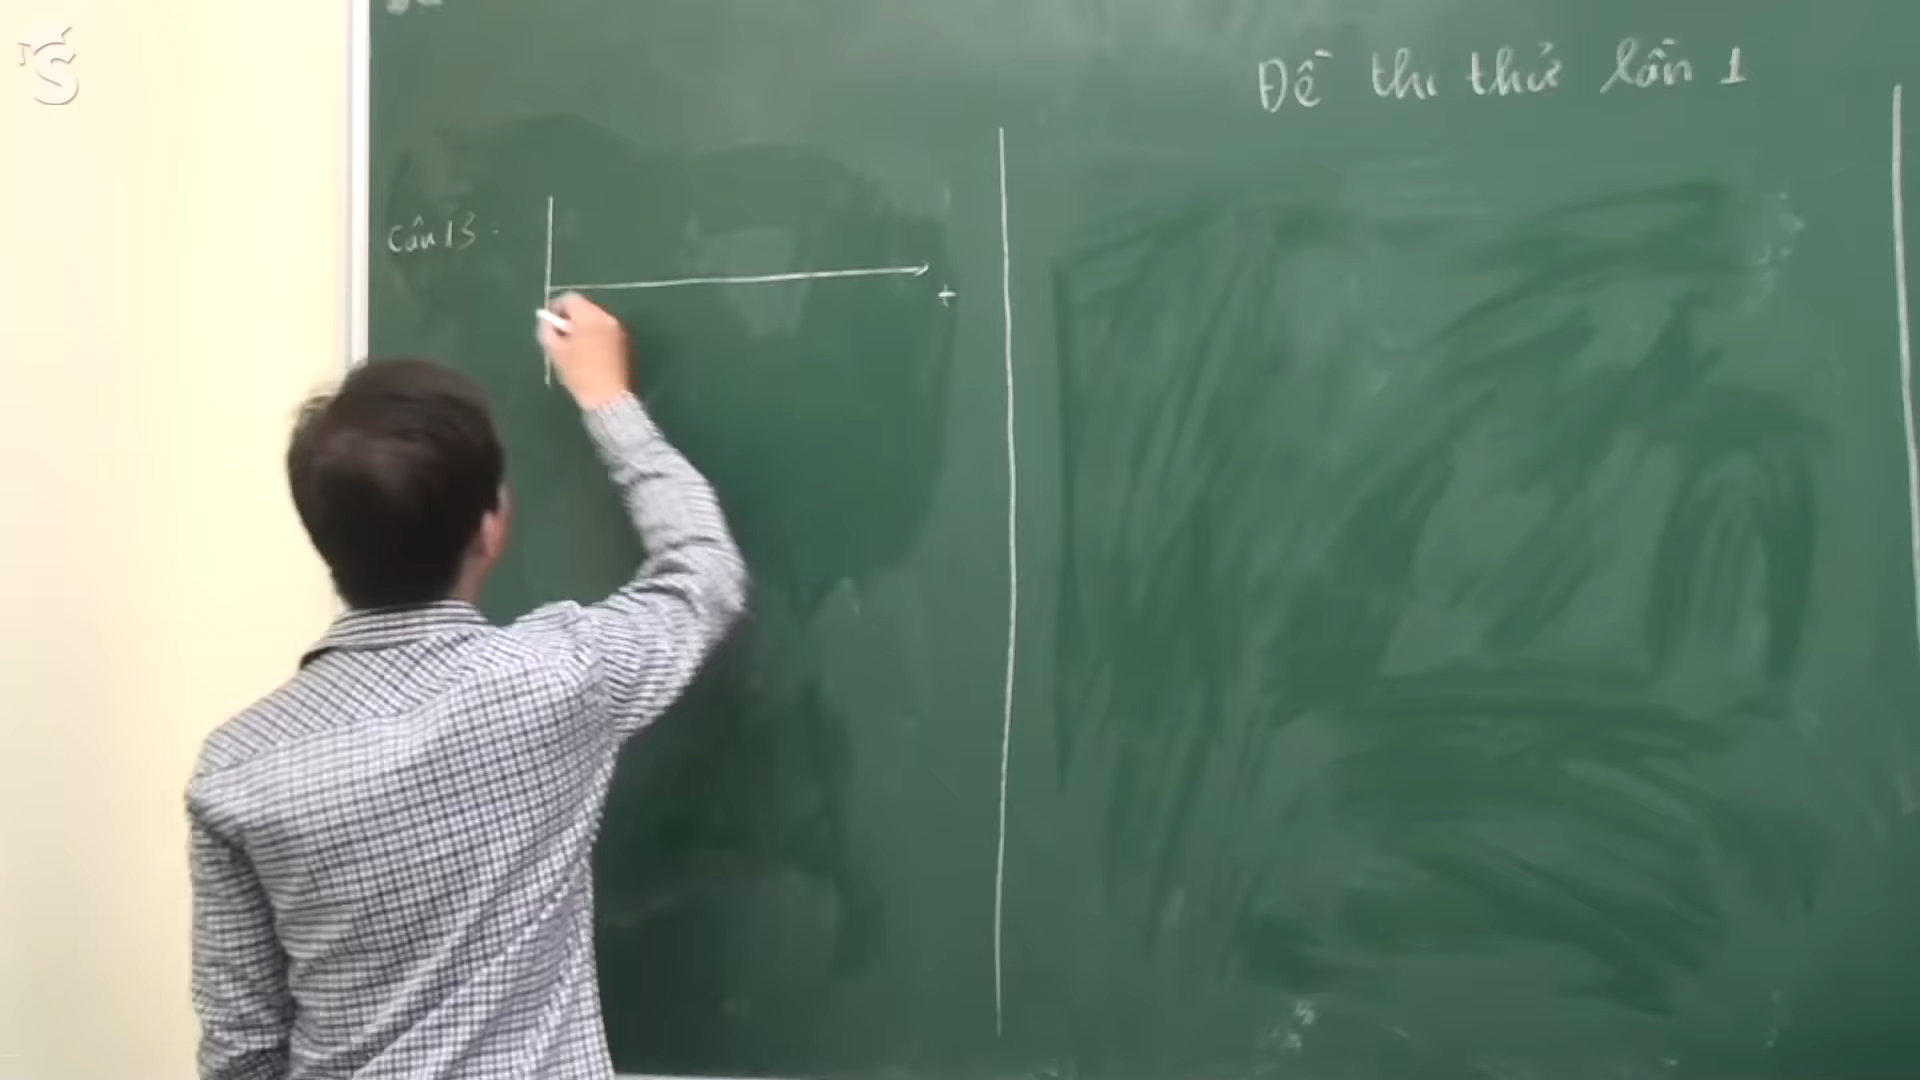 Đề thi thử lần 1
Câu 13.
t
S